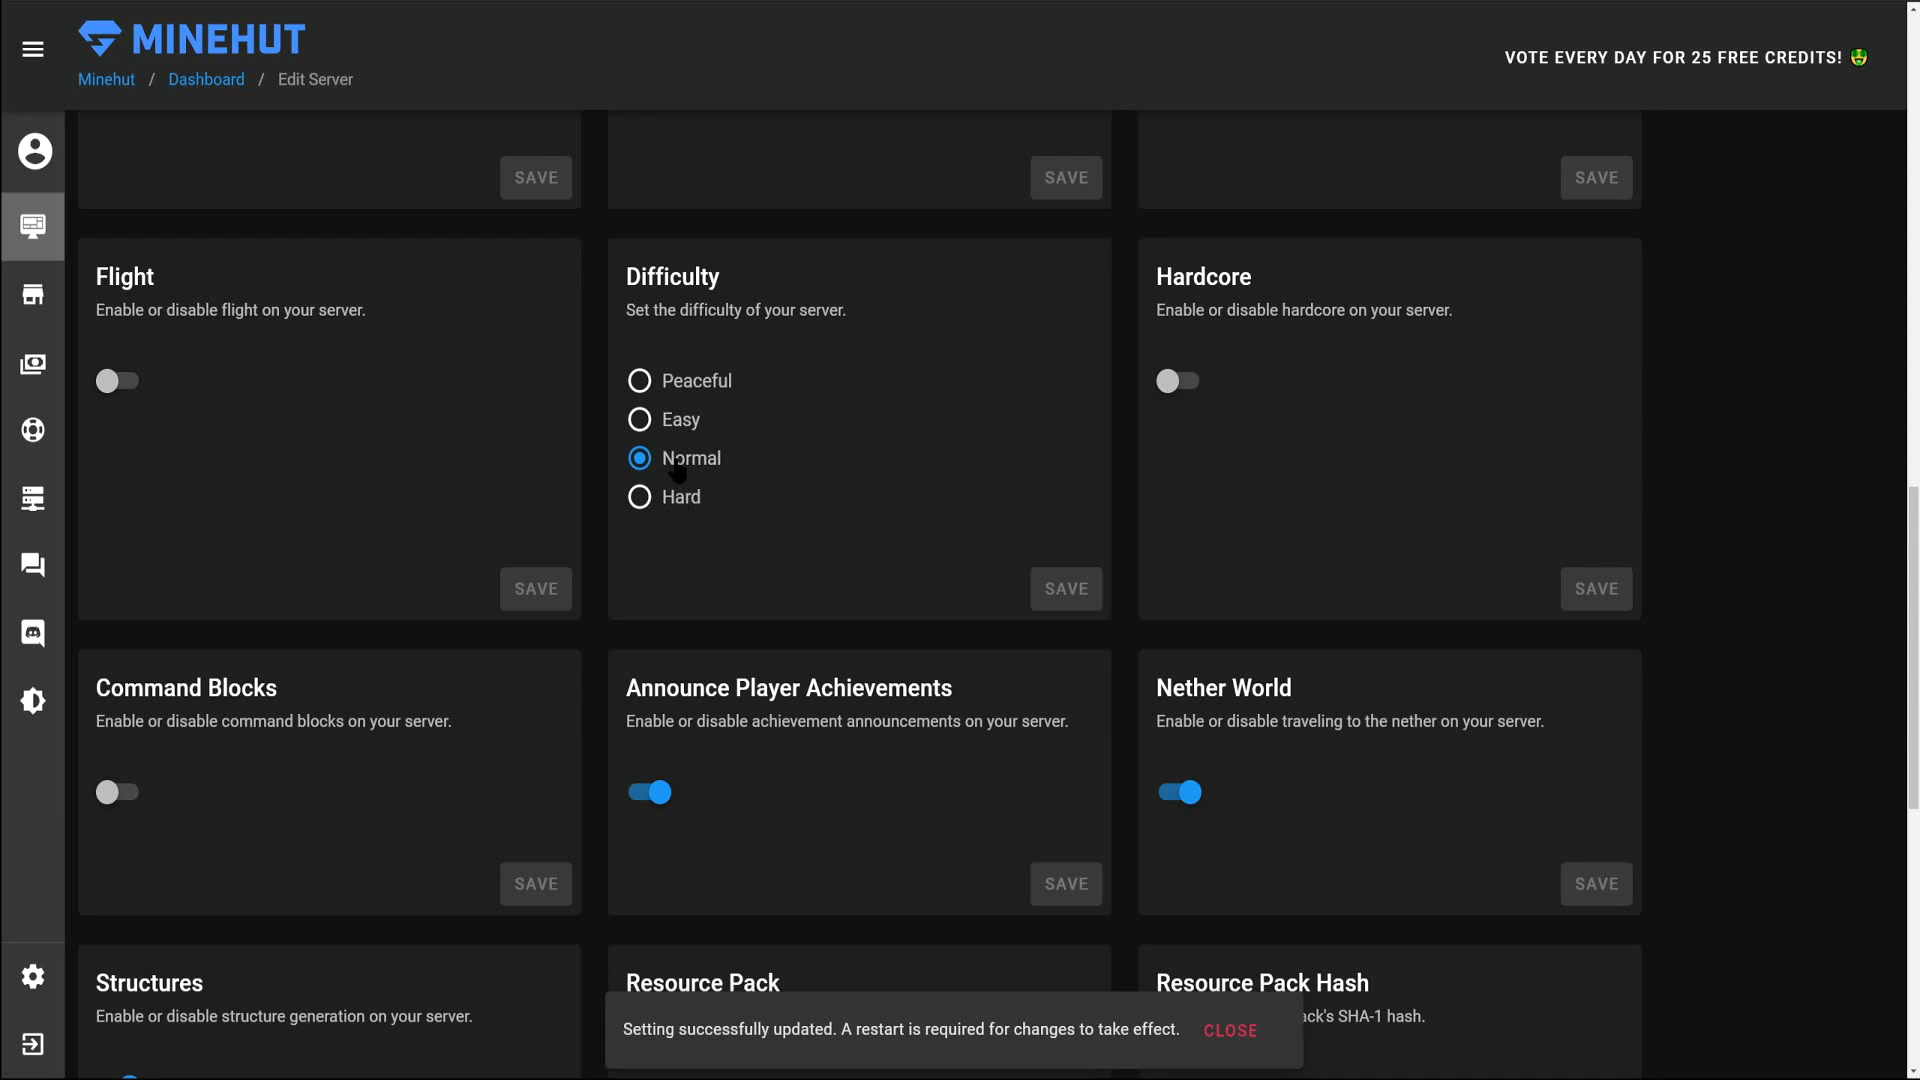 MINEHUT
Minehut / Dashboard / Edit Server
VOTE EVERY DAY FOR 25 FREE CREDITS!
SAVE
SAVE
SAVE
Flight
Enable or disable flight on your server.
SAVE
Difficulty
Set the difficulty of your server.
Peaceful
Easy
Normal
Hard
SAVE
Hardcore
Enable or disable hardcore on your server.
SAVE
Command Blocks
Enable or disable command blocks on your server.
SAVE
Announce Player Achievements
Enable or disable achievement announcements on your server.
SAVE
Nether World
Enable or disable traveling to the nether on your server.
SAVE
Structures
Enable or disable structure generation on your server.
Resource Pack
Resource Pack Hash
ack's SHA-1 hash.
Setting successfully updated. A restart is required for changes to take effect. CLOSE